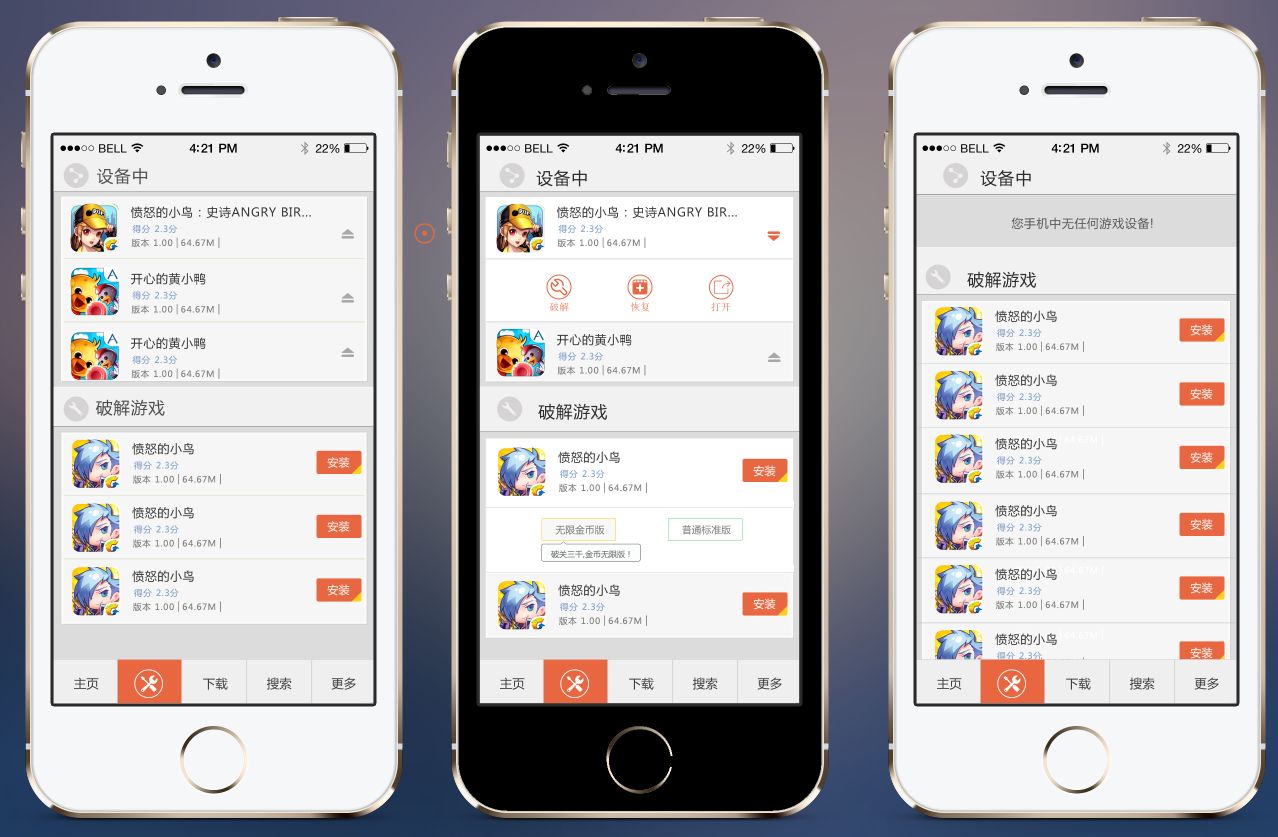 BELL 4:21 PM 22%
设备中
愤怒的小鸟：史诗ANGRY BIR...
得分 2.3分
版本 1.00 | 64.67M |
开心的黄小鸭
得分 2.3分
版本 1.00 | 64.67M |
开心的黄小鸭
得分 2.3分
版本 1.00 | 64.67M |
破解游戏
愤怒的小鸟
得分 2.3分
版本 1.00 | 64.67M |
安装
愤怒的小鸟
得分 2.3分
版本 1.00 | 64.67M |
安装
愤怒的小鸟
得分 2.3分
版本 1.00 | 64.67M |
安装
主页 下载 搜索 更多
BELL 4:21 PM 22%
设备中
愤怒的小鸟：史诗ANGRY BIR...
得分 2.3分
版本 1.00 | 64.67M |
破解 恢复 打开
开心的黄小鸭
得分 2.3分
版本 1.00 | 64.67M |
破解游戏
愤怒的小鸟
得分 2.3分
版本 1.00 | 64.67M |
安装
无限金币版 普通标准版
破关三千,金币无限版！
愤怒的小鸟
得分 2.3分
版本 1.00 | 64.67M |
安装
主页 下载 搜索 更多
BELL 4:21 PM 22%
设备中
您手机中无任何游戏设备!
破解游戏
愤怒的小鸟
得分 2.3分
版本 1.00 | 64.67M |
安装
愤怒的小鸟
得分 2.3分
版本 1.00 | 64.67M |
安装
愤怒的小鸟
64.67M |
得分 2.3分
版本 1.00 | 64.67M |
安装
愤怒的小鸟
得分 2.3分
版本 1.00 | 64.67M |
安装
愤怒的小鸟
64.67M |
得分 2.3分
版本 1.00 | 64.67M |
安装
愤怒的小鸟
64.67M |
得分 2.3分
安装
主页 下载 搜索 更多